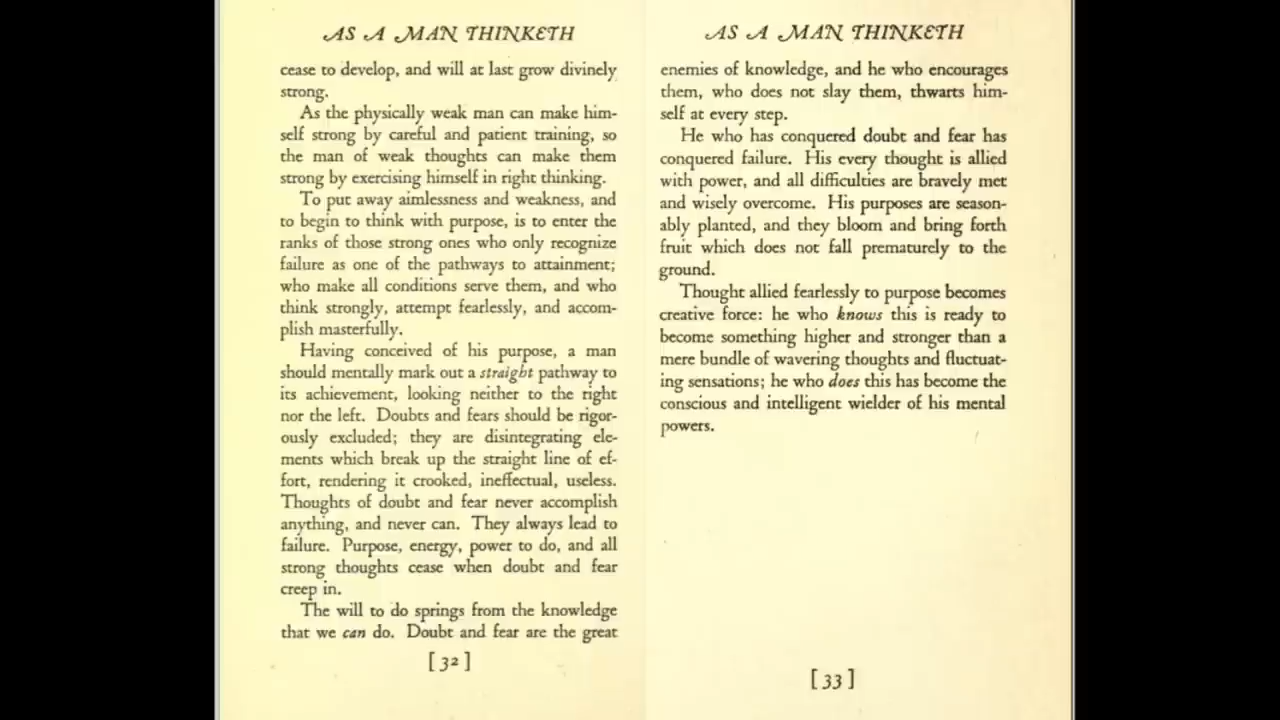 AS A MAN THINKETH
cease to develop, and will at last grow divinely
strong.
As the physically weak man can make him-
self strong by careful and patient training, so
the man of weak thoughts can make them
strong by exercising himself in right thinking.
To put away aimlessness and weakness, and
to begin to think with purpose, is to enter the
ranks of those strong ones who only recognize
failure as one of the pathways to attainment;
who make all conditions serve them, and who
think strongly, attempt fearlessly, and accom-
plish masterfully.
Having conceived of his purpose, a man
should mentally mark out a straight pathway to
its achievement, looking neither to the right
nor the left. Doubts and fears should be rigor-
ously excluded; they are disintegrating ele-
ments which break up the straight line of ef-
fort, rendering it crooked, ineffectual, useless.
Thoughts of doubt and fear never accomplish
anything, and never can. They always lead to
failure. Purpose, energy, power to do, and all
strong thoughts cease when doubt and fear
creep in.
The will to do springs from the knowledge
that we can do. Doubt and fear are the great
[32]
AS A MAN THINKETH
enemies of knowledge, and he who encourages
them, who does not slay them, thwarts him-
self at every step.
He who has conquered doubt and fear has
conquered failure. His every thought is allied
with power, and all difficulties are bravely met
and wisely overcome. His purposes are season-
ably planted, and they bloom and bring forth
fruit which does not fall prematurely to the
ground.
Thought allied fearlessly to purpose becomes
creative force: he who knows this is ready to
become something higher and stronger than a
mere bundle of wavering thoughts and fluctuat-
ing sensations; he who does this has become the
conscious and intelligent wielder of his mental
powers.
[33]